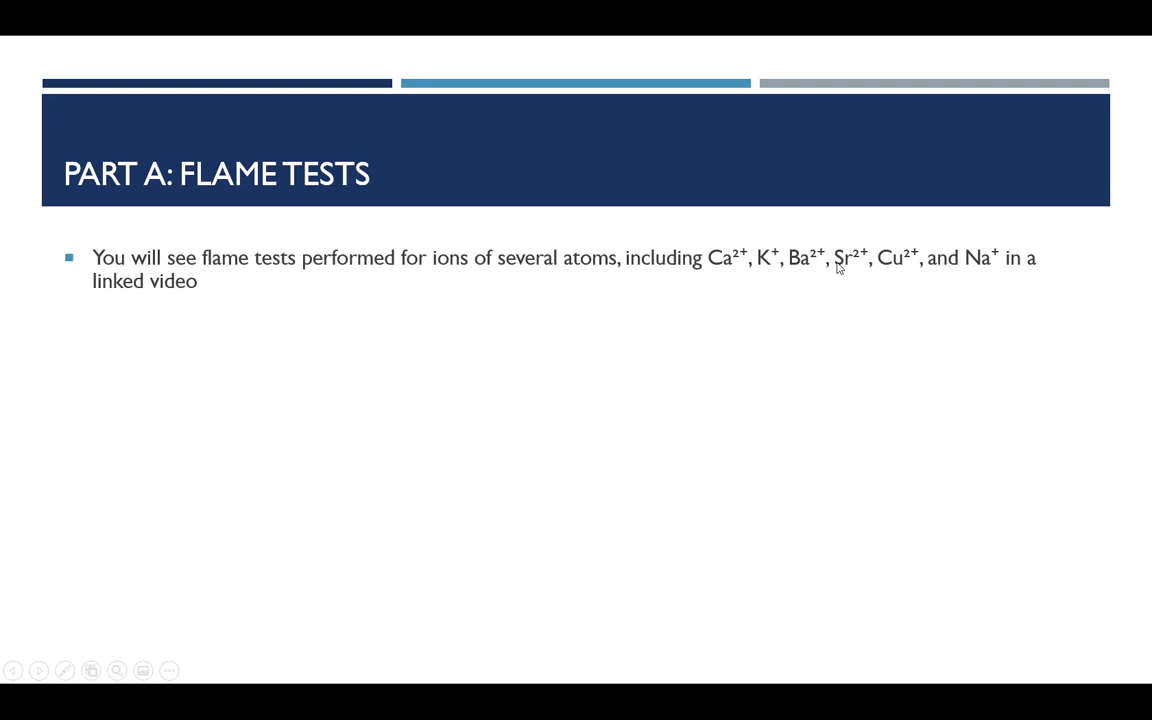 PART A: FLAME TESTS
You will see flame tests performed for ions of several atoms, including Ca²⁺, K⁺, Ba²⁺, Sr²⁺, Cu²⁺, and Na⁺ in a
linked video